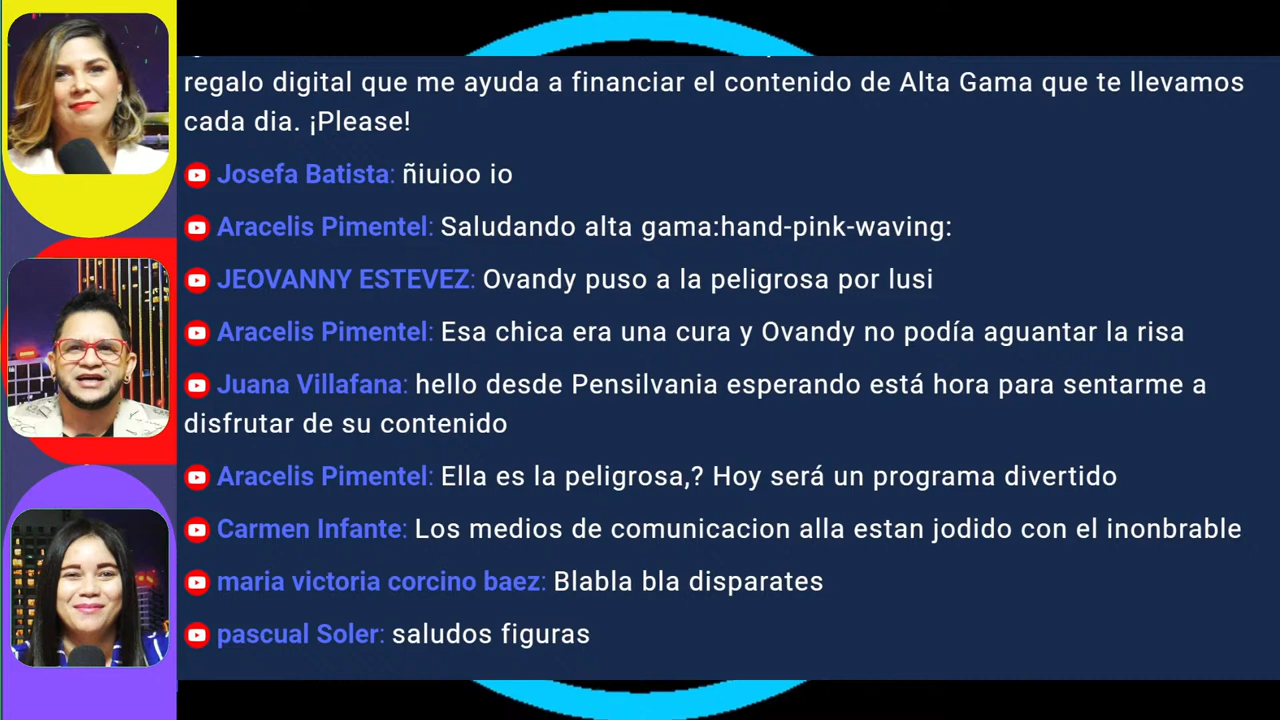 regalo digital que me ayuda a financiar el contenido de Alta Gama que te llevamos
cada dia. ¡Please!
Josefa Batista: ñiuioo io
Aracelis Pimentel: Saludando alta gama:hand-pink-waving:
JEOVANNY ESTEVEZ: Ovandy puso a la peligrosa por lusi
Aracelis Pimentel: Esa chica era una cura y Ovandy no podía aguantar la risa
Juana Villafana: hello desde Pensilvania esperando está hora para sentarme a
disfrutar de su contenido
Aracelis Pimentel: Ella es la peligrosa,? Hoy será un programa divertido
Carmen Infante: Los medios de comunicacion alla estan jodido con el inonbrable
maria victoria corcino baez: Blabla bla disparates
pascual Soler: saludos figuras